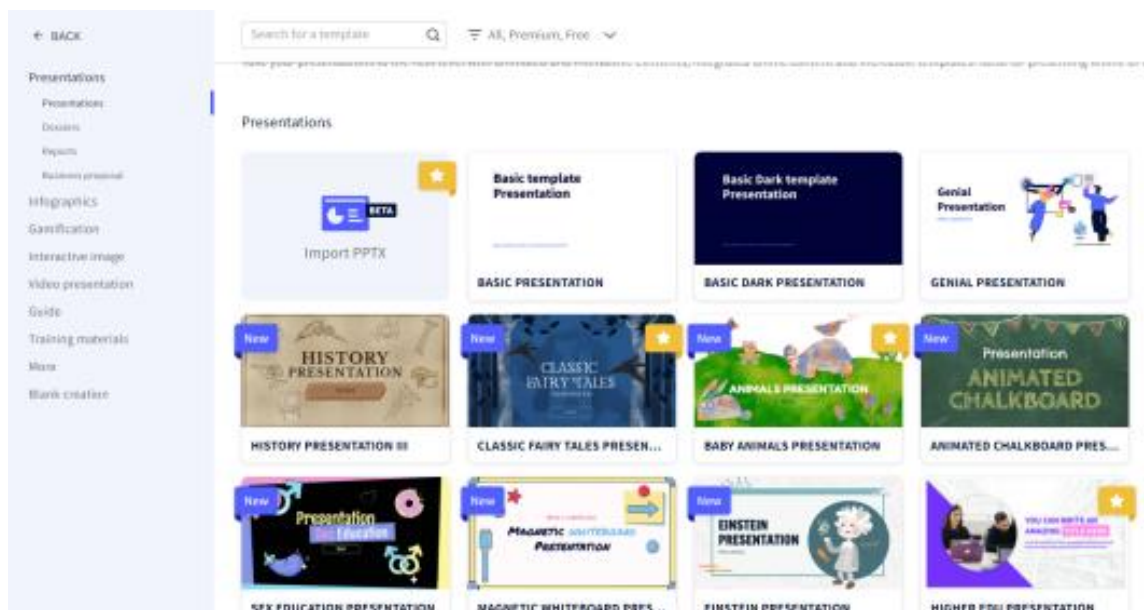 ← BACK
Search for a template
All, Premium, Free
Presentations
Presentations
Dossiers
Reports
Business proposal
Infographics
Gamification
Interactive image
Video presentation
Guide
Training materials
More
Blank creation
Presentations
BETA
Import PPTX
Basic template
Presentation
BASIC PRESENTATION
Basic Dark template
Presentation
BASIC DARK PRESENTATION
Genial
Presentation
GENIAL PRESENTATION
New
HISTORY
PRESENTATION
HISTORY PRESENTATION III
New
CLASSIC
FAIRY TALES
CLASSIC FAIRY TALES PRESEN...
New
ANIMALS PRESENTATION
BABY ANIMALS PRESENTATION
New
Presentation
ANIMATED
CHALKBOARD
ANIMATED CHALKBOARD PRES...
New
Presentation
Sex Education
SEX EDUCATION PRESENTATION
New
MAGNETIC WHITEBOARD
PRESENTATION
MAGNETIC WHITEBOARD PRES...
New
EINSTEIN
PRESENTATION
EINSTEIN PRESENTATION
YOU CAN WRITE AN
AMAZING
HIGHER EDU PRESENTATION